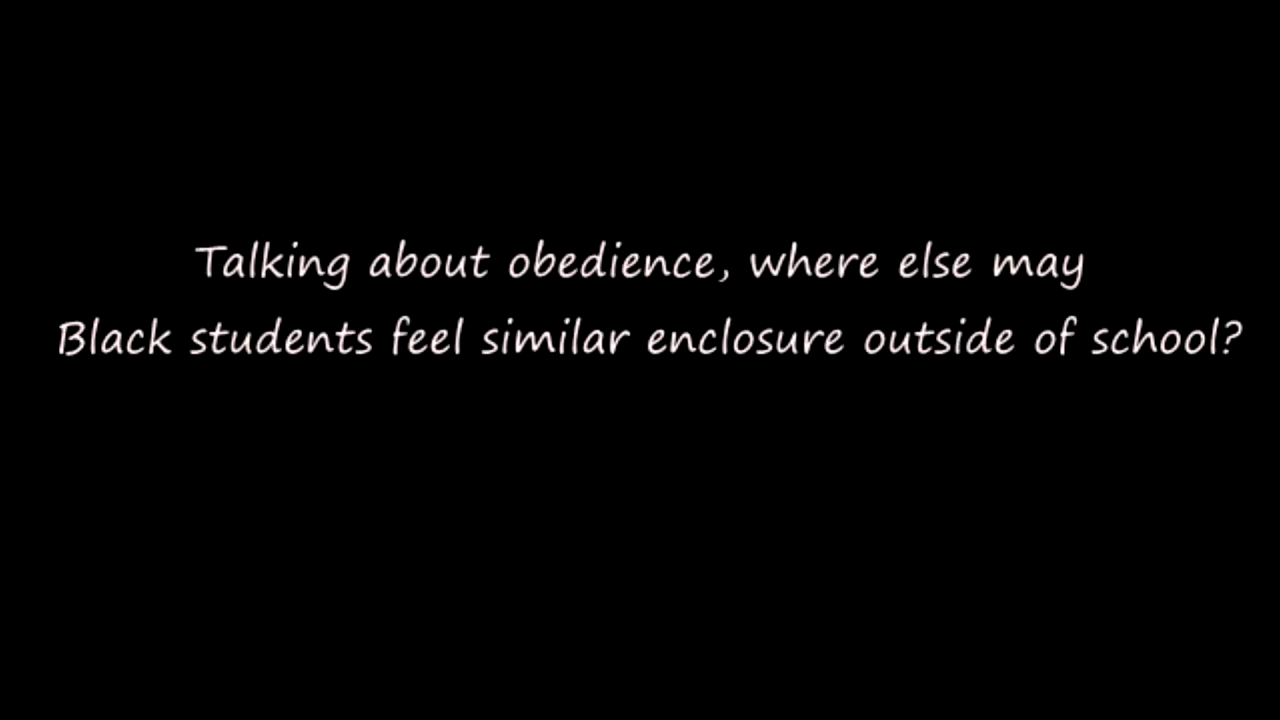 Talking about obedience, where else may
Black students feel similar enclosure outside of school?